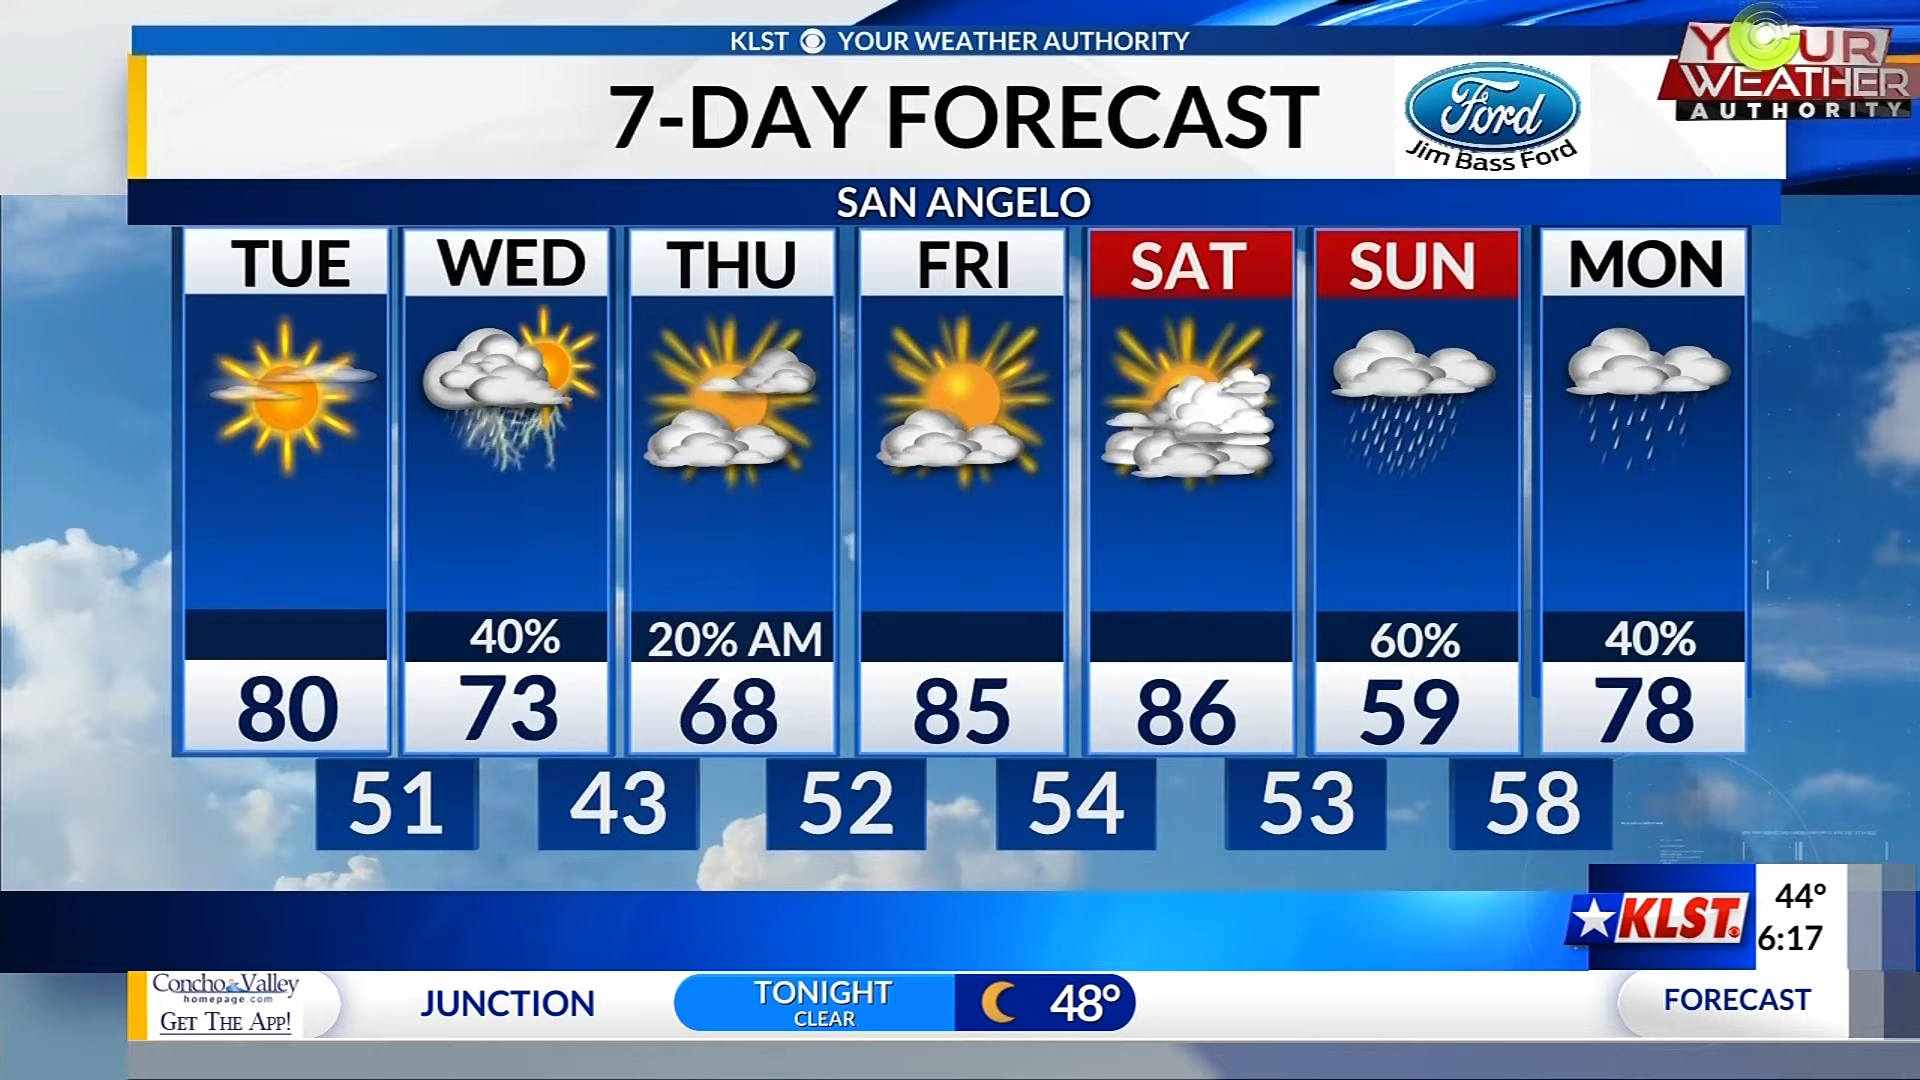 KLST YOUR WEATHER AUTHORITY
YOUR
WEATHER
AUTHORITY
7-DAY FORECAST
Ford
Jim Bass Ford
SAN ANGELO
TUE WED THU FRI SAT SUN MON
40% 20% AM 60% 40%
80 73 68 85 86 59 78
51 43 52 54 53 58
KLST
44°
6:17
Concho Valley
homepage.com
GET THE APP!
JUNCTION
TONIGHT
CLEAR
48°
FORECAST